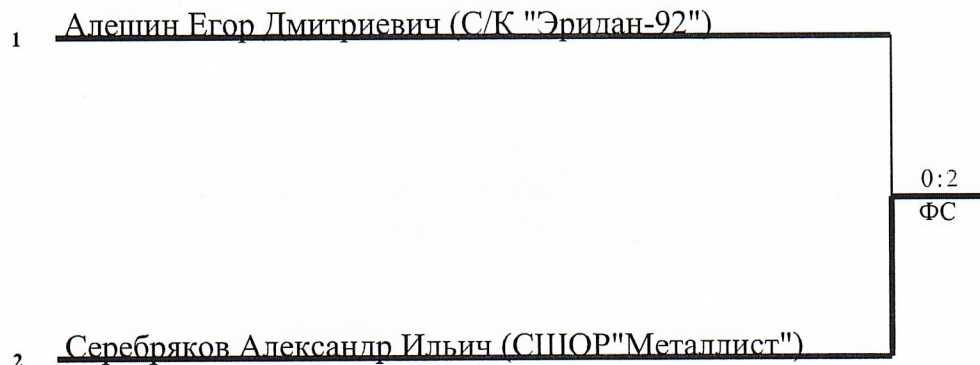 1 Алешин Егор Дмитриевич (С/К "Эридан-92")
0:2
ФС
2 Серебряков Александр Ильич (СШОР"Металлист")